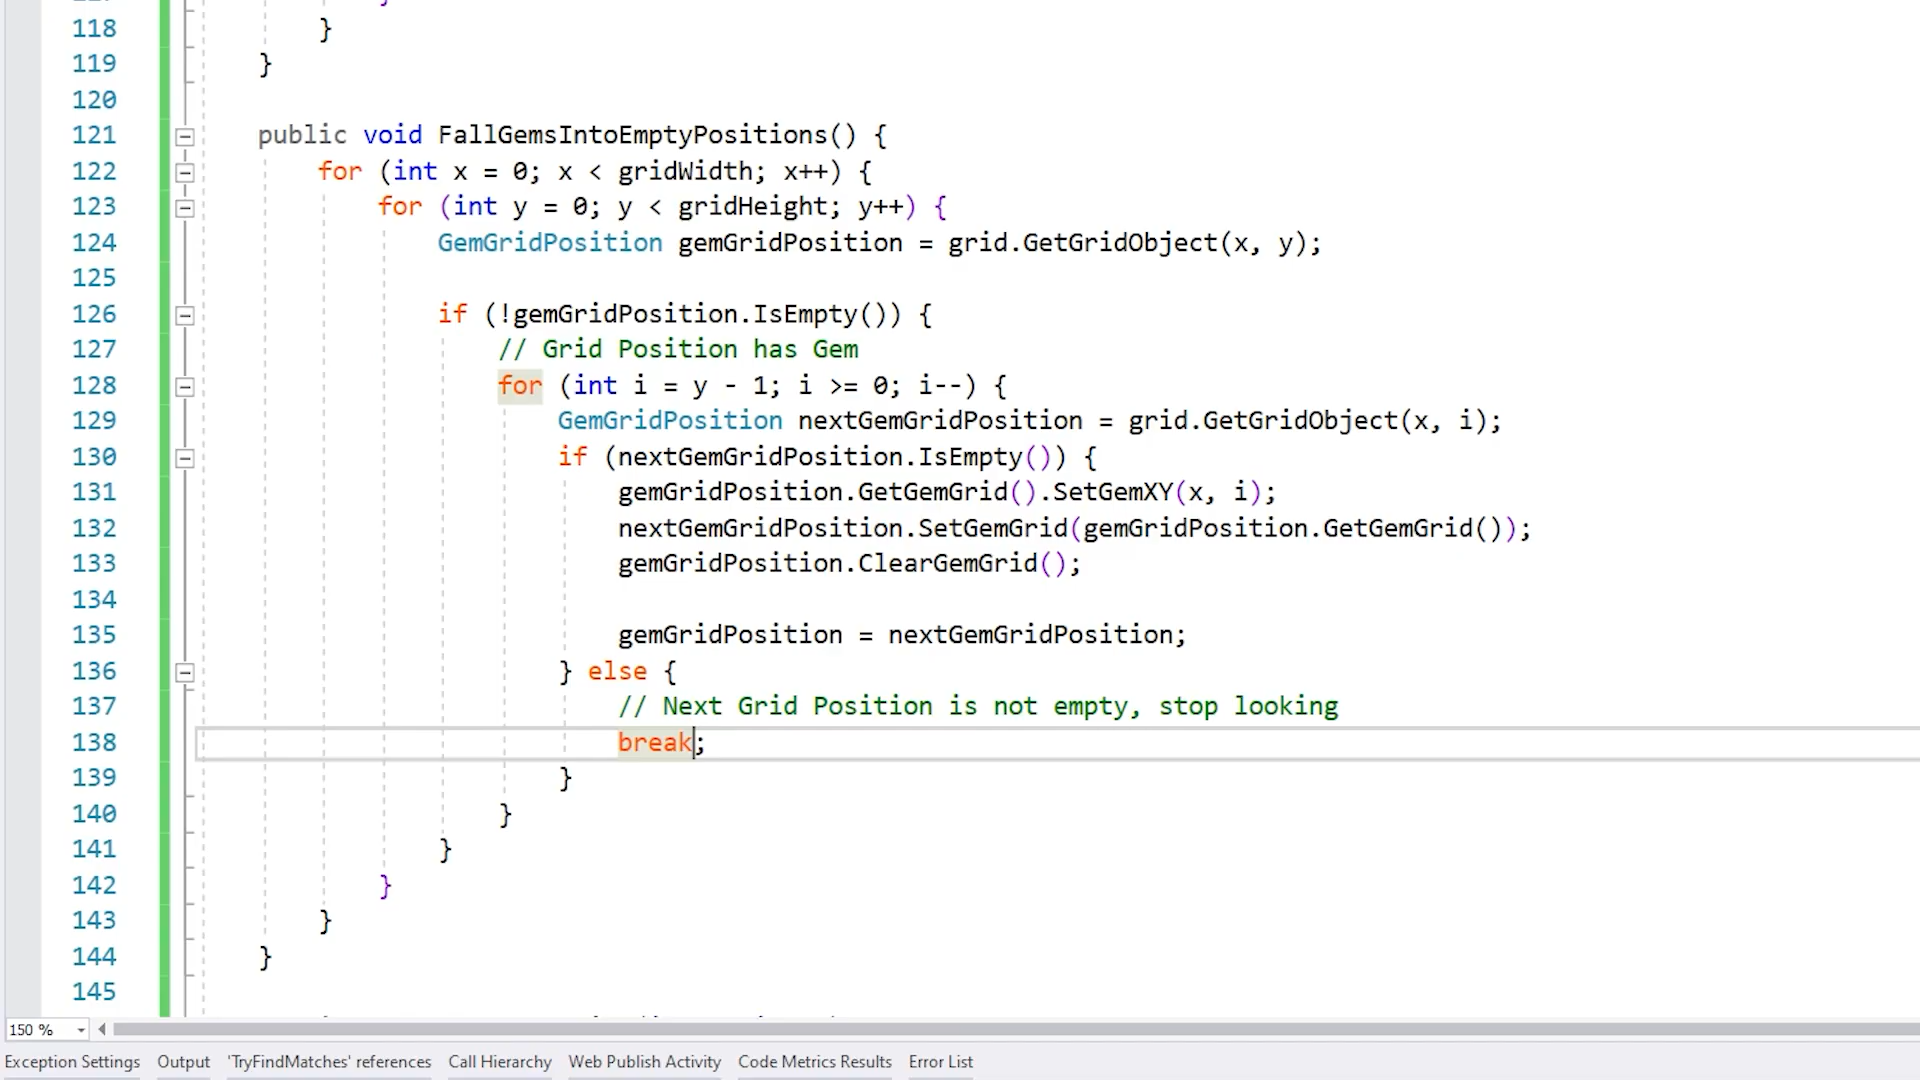 118 }
119 }
120
121 public void FallGemsIntoEmptyPositions() {
122 for (int x = 0; x < gridWidth; x++) {
123 for (int y = 0; y < gridHeight; y++) {
124 GemGridPosition gemGridPosition = grid.GetGridObject(x, y);
125
126 if (!gemGridPosition.IsEmpty()) {
127 // Grid Position has Gem
128 for (int i = y - 1; i >= 0; i--) {
129 GemGridPosition nextGemGridPosition = grid.GetGridObject(x, i);
130 if (nextGemGridPosition.IsEmpty()) {
131 gemGridPosition.GetGemGrid().SetGemXY(x, i);
132 nextGemGridPosition.SetGemGrid(gemGridPosition.GetGemGrid());
133 gemGridPosition.ClearGemGrid();
134
135 gemGridPosition = nextGemGridPosition;
136 } else {
137 // Next Grid Position is not empty, stop looking
138 break;
139 }
140 }
141 }
142 }
143 }
144 }
145
150 %
Exception Settings Output 'TryFindMatches' references Call Hierarchy Web Publish Activity Code Metrics Results Error List